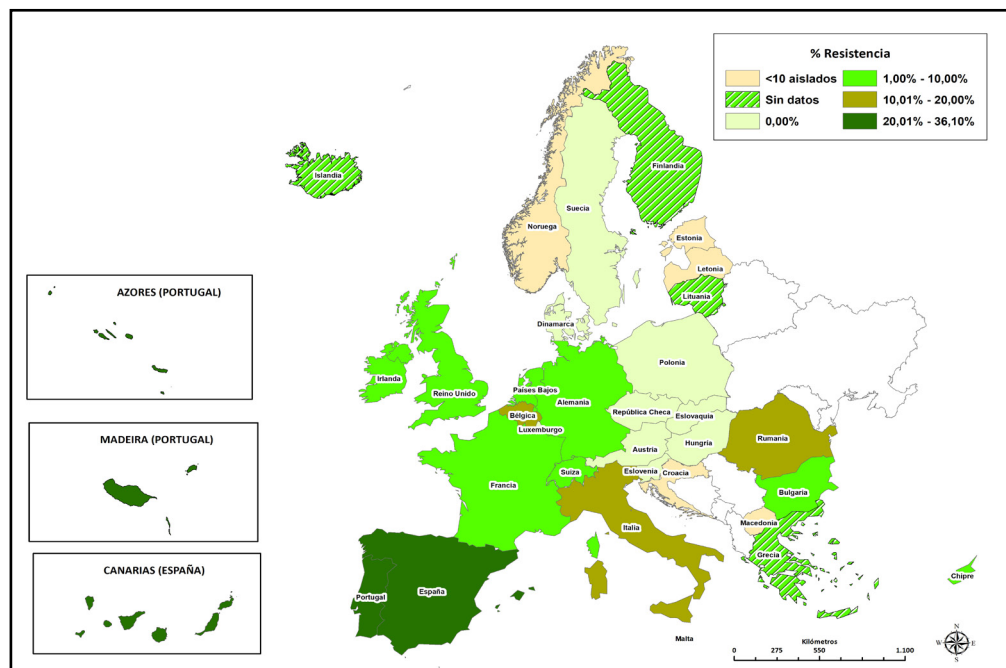 % Resistencia
<10 aislados
1,00% - 10,00%
Sin datos
10,01% - 20,00%
0,00%
20,01% - 36,10%
Islandia
Finlandia
Suecia
Noruega
Estonia
Letonia
Lituania
AZORES (PORTUGAL)
Dinamarca
Polonia
Irlanda
Reino Unido
Países Bajos
Alemania
Bélgica
Luxemburgo
República Checa
Eslovaquia
MADEIRA (PORTUGAL)
Austria
Hungría
Rumanía
Suiza
Eslovenia
Croacia
Francia
Bulgaria
Italia
Macedonia
Grecia
CANARIAS (ESPAÑA)
Chipre
Portugal
España
Malta
Kilómetros
0 275 550 1.100
N
W E
S